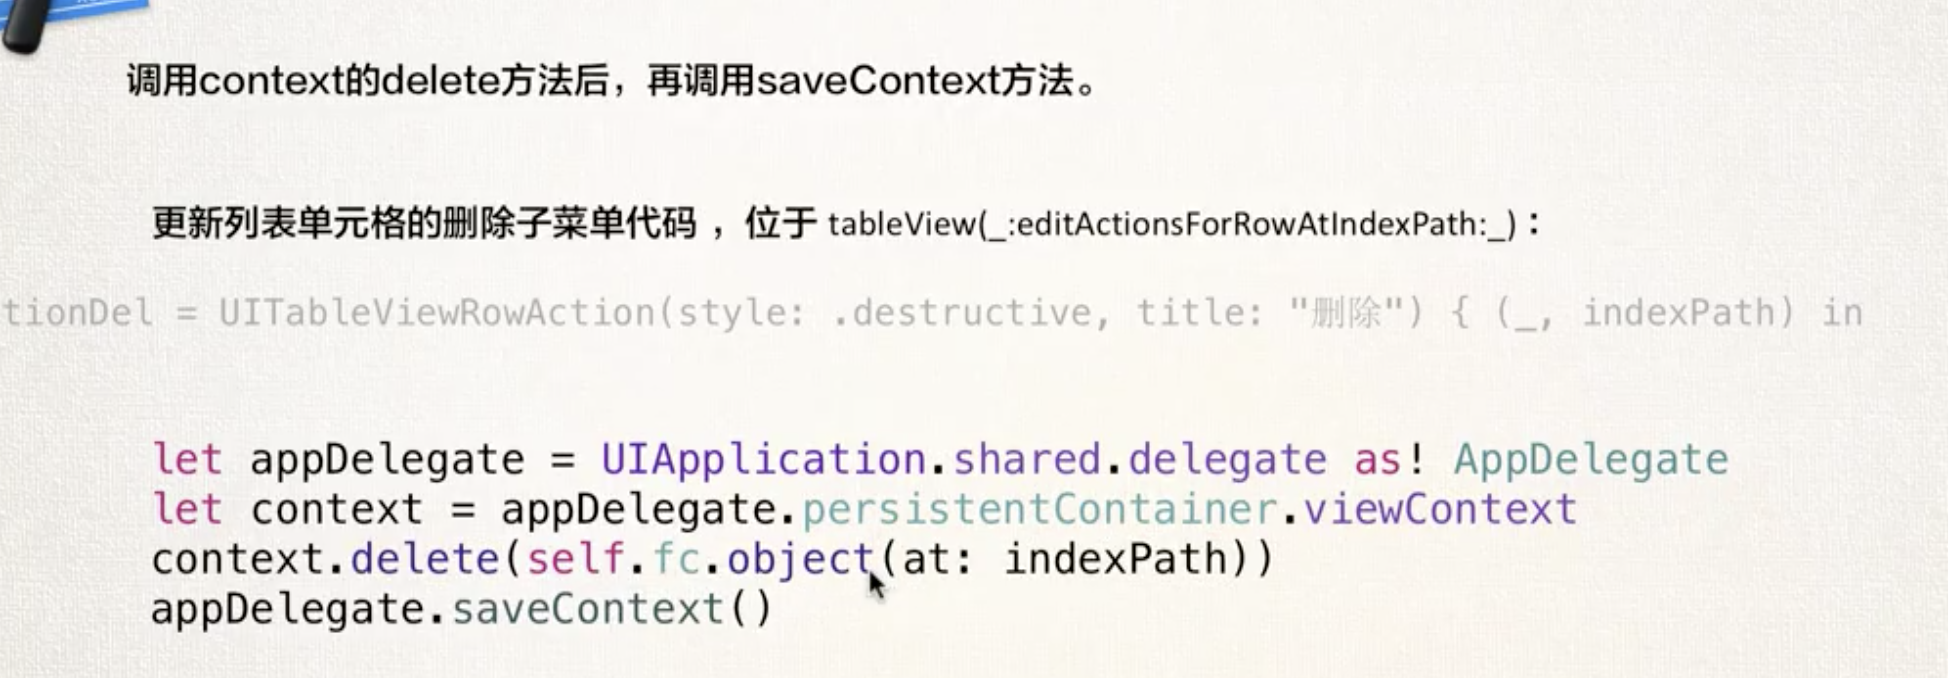 调用context的delete方法后，再调用saveContext方法。
更新列表单元格的删除子菜单代码 ，位于 tableView(_:editActionsForRowAtIndexPath:_)：
tionDel = UITableViewRowAction(style: .destructive, title: "删除") { (_, indexPath) in
let appDelegate = UIApplication.shared.delegate as! AppDelegate
let context = appDelegate.persistentContainer.viewContext
context.delete(self.fc.object(at: indexPath))
appDelegate.saveContext()